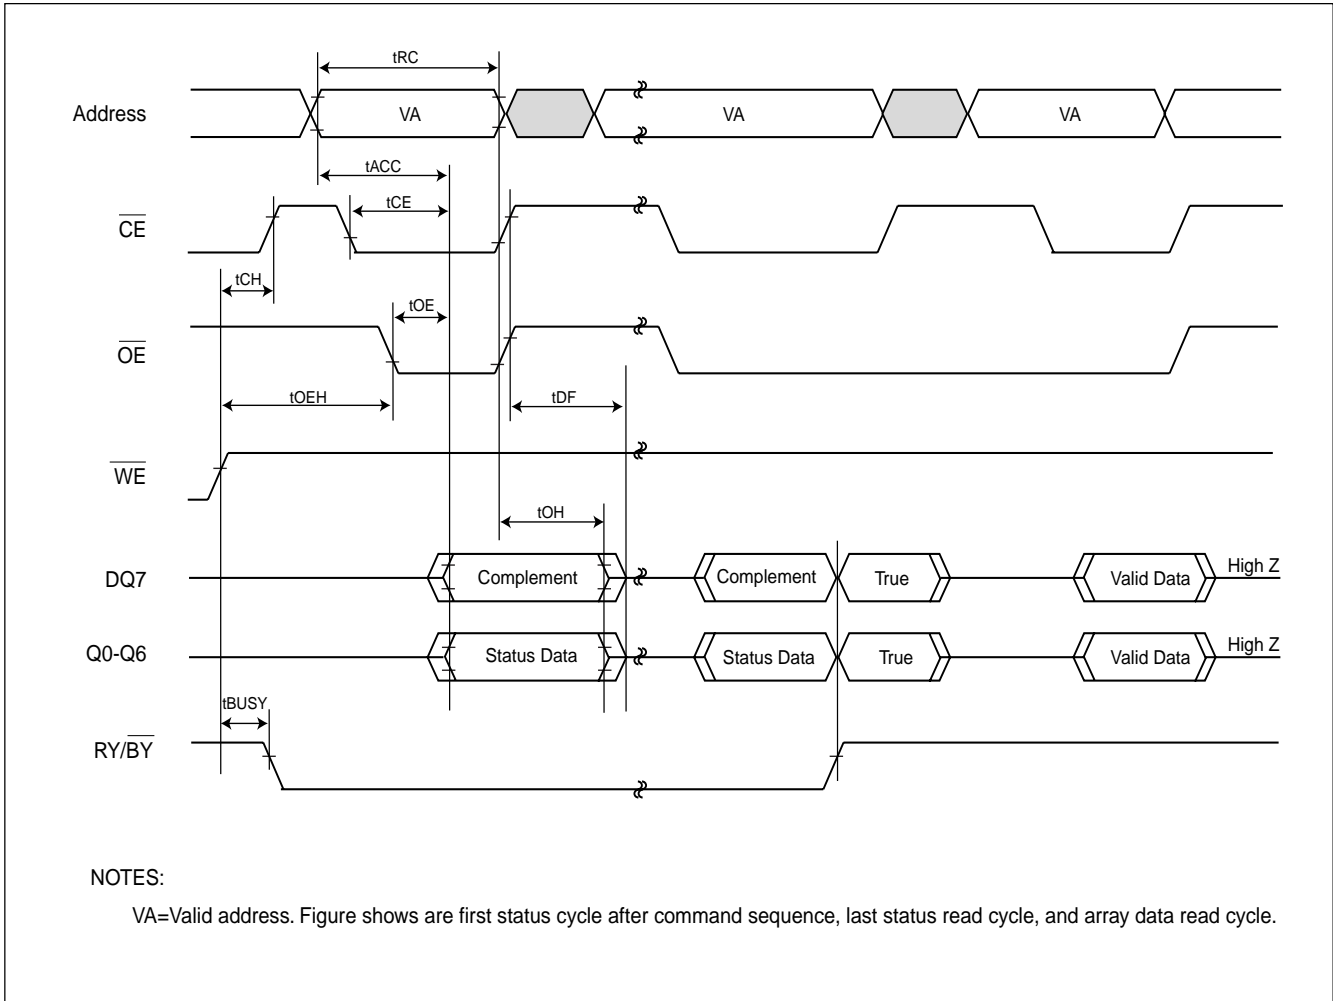 tRC
Address VA VA VA
tACC
tCE
CE
tCH
tOE
OE
tOEH tDF
WE
tOH
DQ7 Complement Complement True Valid Data High Z
Q0-Q6 Status Data Status Data True Valid Data High Z
tBUSY
RY/BY
NOTES:
VA=Valid address. Figure shows are first status cycle after command sequence, last status read cycle, and array data read cycle.